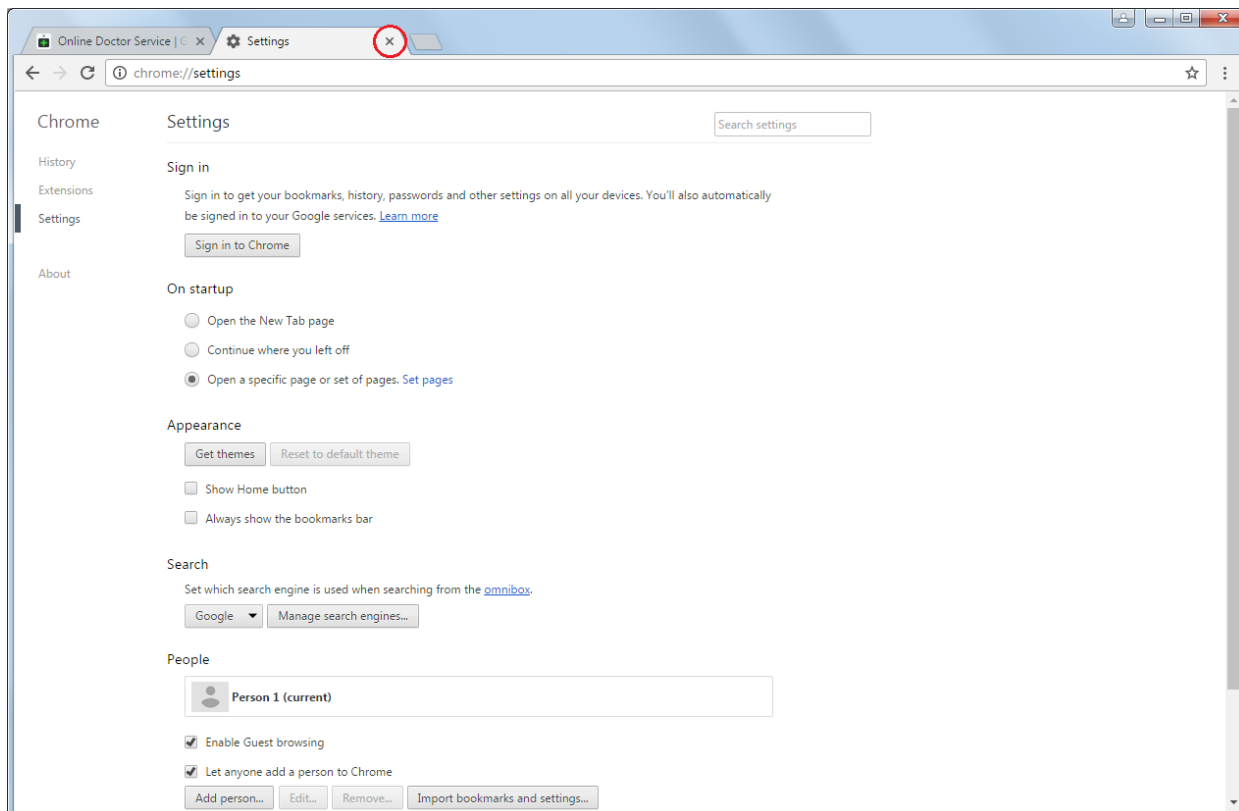 Online Doctor Service | G
Settings
chrome://settings
Chrome
Settings
Search settings
History
Extensions
Settings
About
Sign in
Sign in to get your bookmarks, history, passwords and other settings on all your devices. You'll also automatically
be signed in to your Google services. Learn more
Sign in to Chrome
On startup
Open the New Tab page
Continue where you left off
Open a specific page or set of pages. Set pages
Appearance
Get themes
Reset to default theme
Show Home button
Always show the bookmarks bar
Search
Set which search engine is used when searching from the omnibox.
Google
Manage search engines...
People
Person 1 (current)
Enable Guest browsing
Let anyone add a person to Chrome
Add person...
Edit...
Remove...
Import bookmarks and settings...